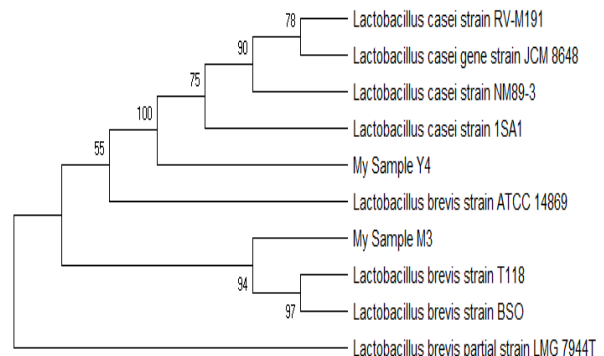 78
Lactobacillus casei strain RV-M191
90
Lactobacillus casei gene strain JCM 8648
75
Lactobacillus casei strain NM89-3
100
Lactobacillus casei strain 1SA1
55
My Sample Y4
Lactobacillus brevis strain ATCC 14869
My Sample M3
94
Lactobacillus brevis strain T118
97
Lactobacillus brevis strain BSO
Lactobacillus brevis partial strain LMG 7944T